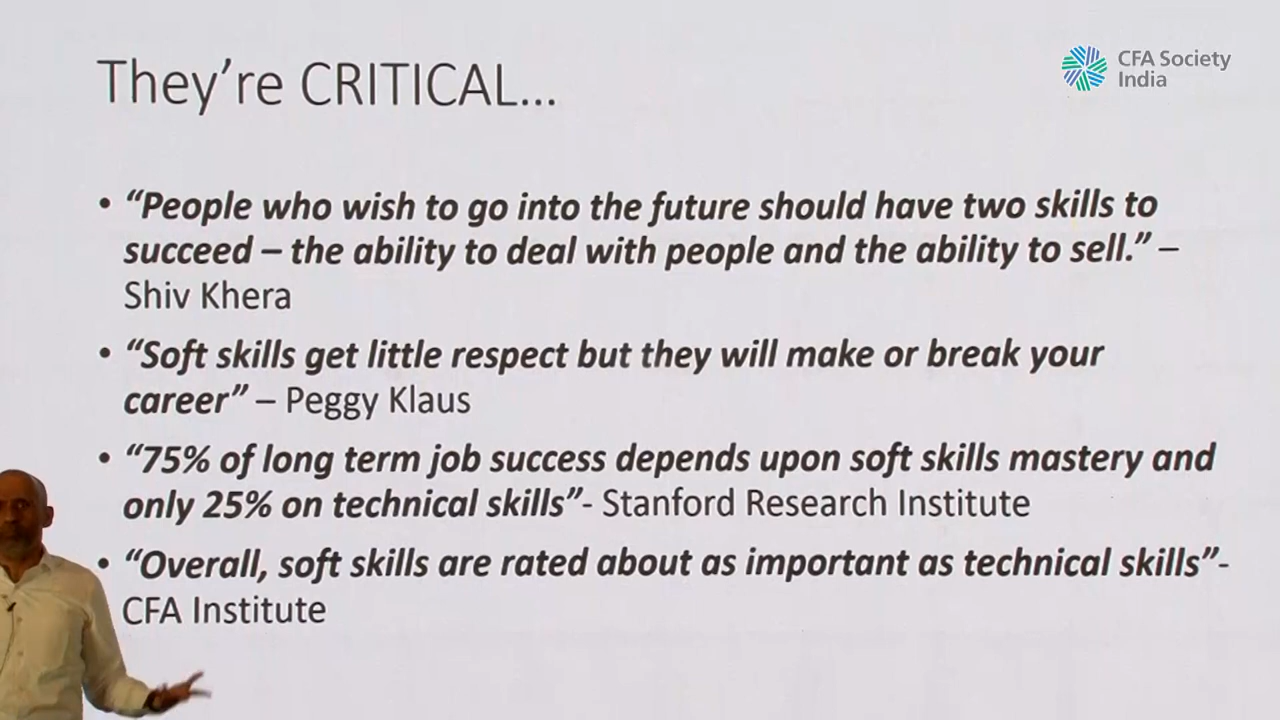 They're CRITICAL...
CFA Society
India
• “People who wish to go into the future should have two skills to
succeed – the ability to deal with people and the ability to sell.” –
Shiv Khera
• “Soft skills get little respect but they will make or break your
career” – Peggy Klaus
• “75% of long term job success depends upon soft skills mastery and
only 25% on technical skills”- Stanford Research Institute
• “Overall, soft skills are rated about as important as technical skills”-
CFA Institute